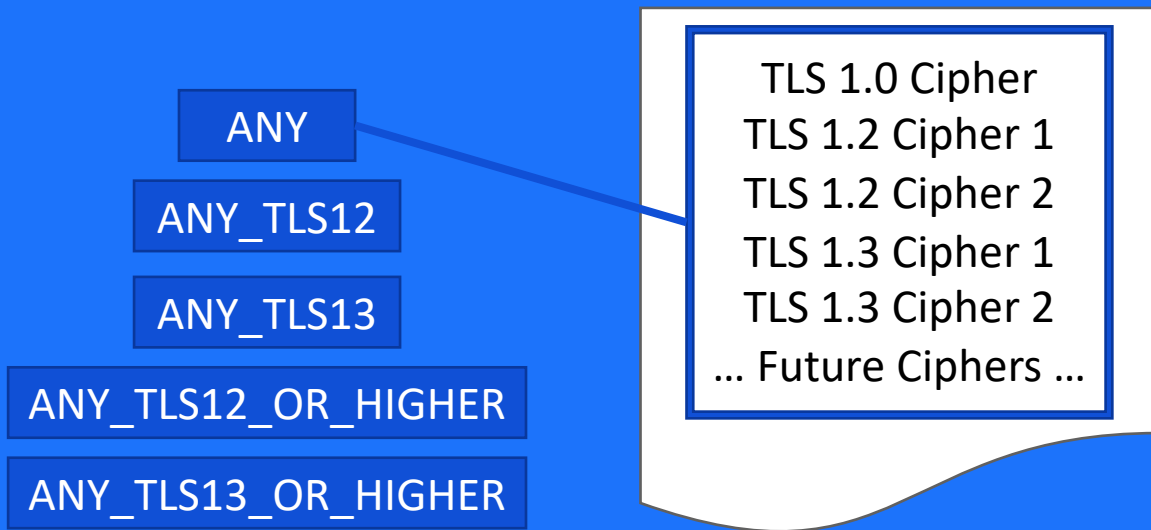 ANY
ANY_TLS12
ANY_TLS13
ANY_TLS12_OR_HIGHER
ANY_TLS13_OR_HIGHER
TLS 1.0 Cipher
TLS 1.2 Cipher 1
TLS 1.2 Cipher 2
TLS 1.3 Cipher 1
TLS 1.3 Cipher 2
... Future Ciphers ...